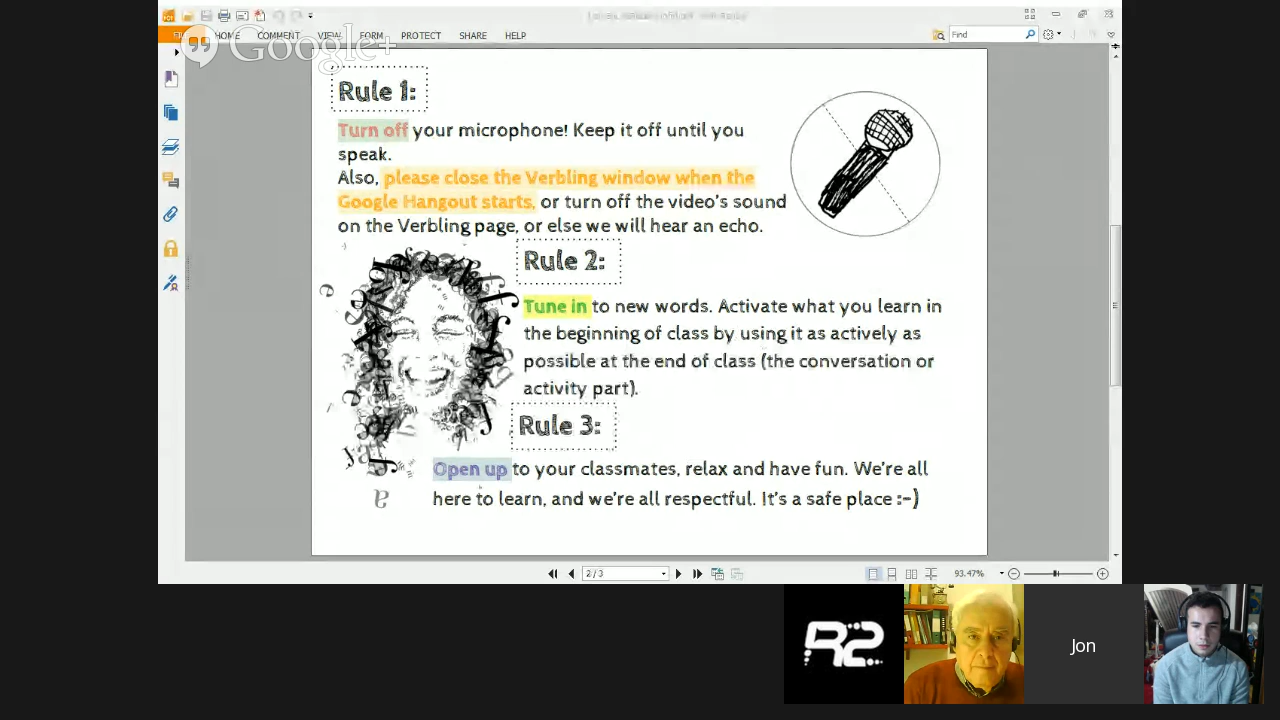 HOME COMMENT VIEW FORM PROTECT SHARE HELP
Find
Google+
Rule 1:
Turn off your microphone! Keep it off until you
speak.
Also, please close the Verbling window when the
Google Hangout starts, or turn off the video's sound
on the Verbling page, or else we will hear an echo.
Rule 2:
Tune in to new words. Activate what you learn in
the beginning of class by using it as actively as
possible at the end of class (the conversation or
activity part).
Rule 3:
Open up to your classmates, relax and have fun. We're all
here to learn, and we're all respectful. It's a safe place :-)
2/3
93.47%
R2
Jon